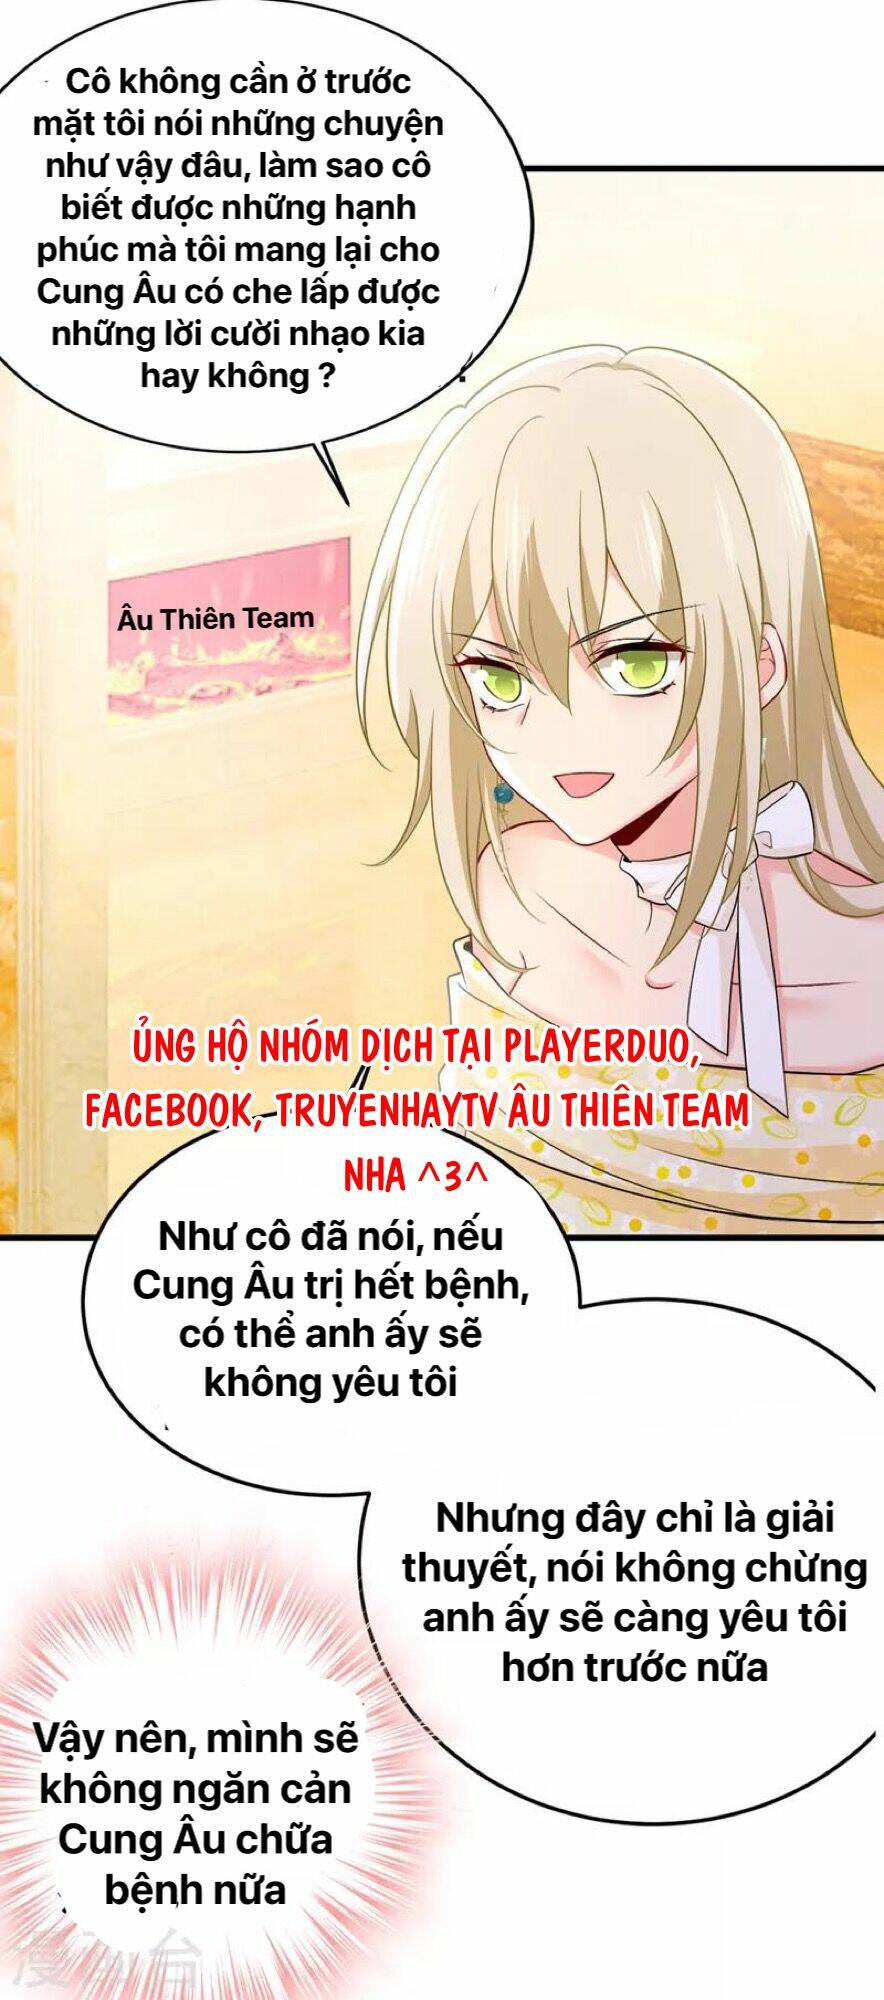 Cô không cần ở trước
mặt tôi nói những chuyện
như vậy đâu, làm sao cô
biết được những hạnh
phúc mà tôi mang lại cho
Cung Âu có che lấp được
những lời cười nhạo kia
hay không ?
Âu Thiên Team
ỦNG HỘ NHÓM DỊCH TẠI PLAYERDUO,
FACEBOOK, TRUYENHAYTV ÂU THIÊN TEAM
NHA ^3^
Như cô đã nói, nếu
Cung Âu trị hết bệnh,
có thể anh ấy sẽ
không yêu tôi
Nhưng đây chỉ là giải
thuyết, nói không chừng
anh ấy sẽ càng yêu tôi
hơn trước nữa
Vậy nên, mình sẽ
không ngăn cản
Cung Âu chữa
bệnh nữa
漫画台